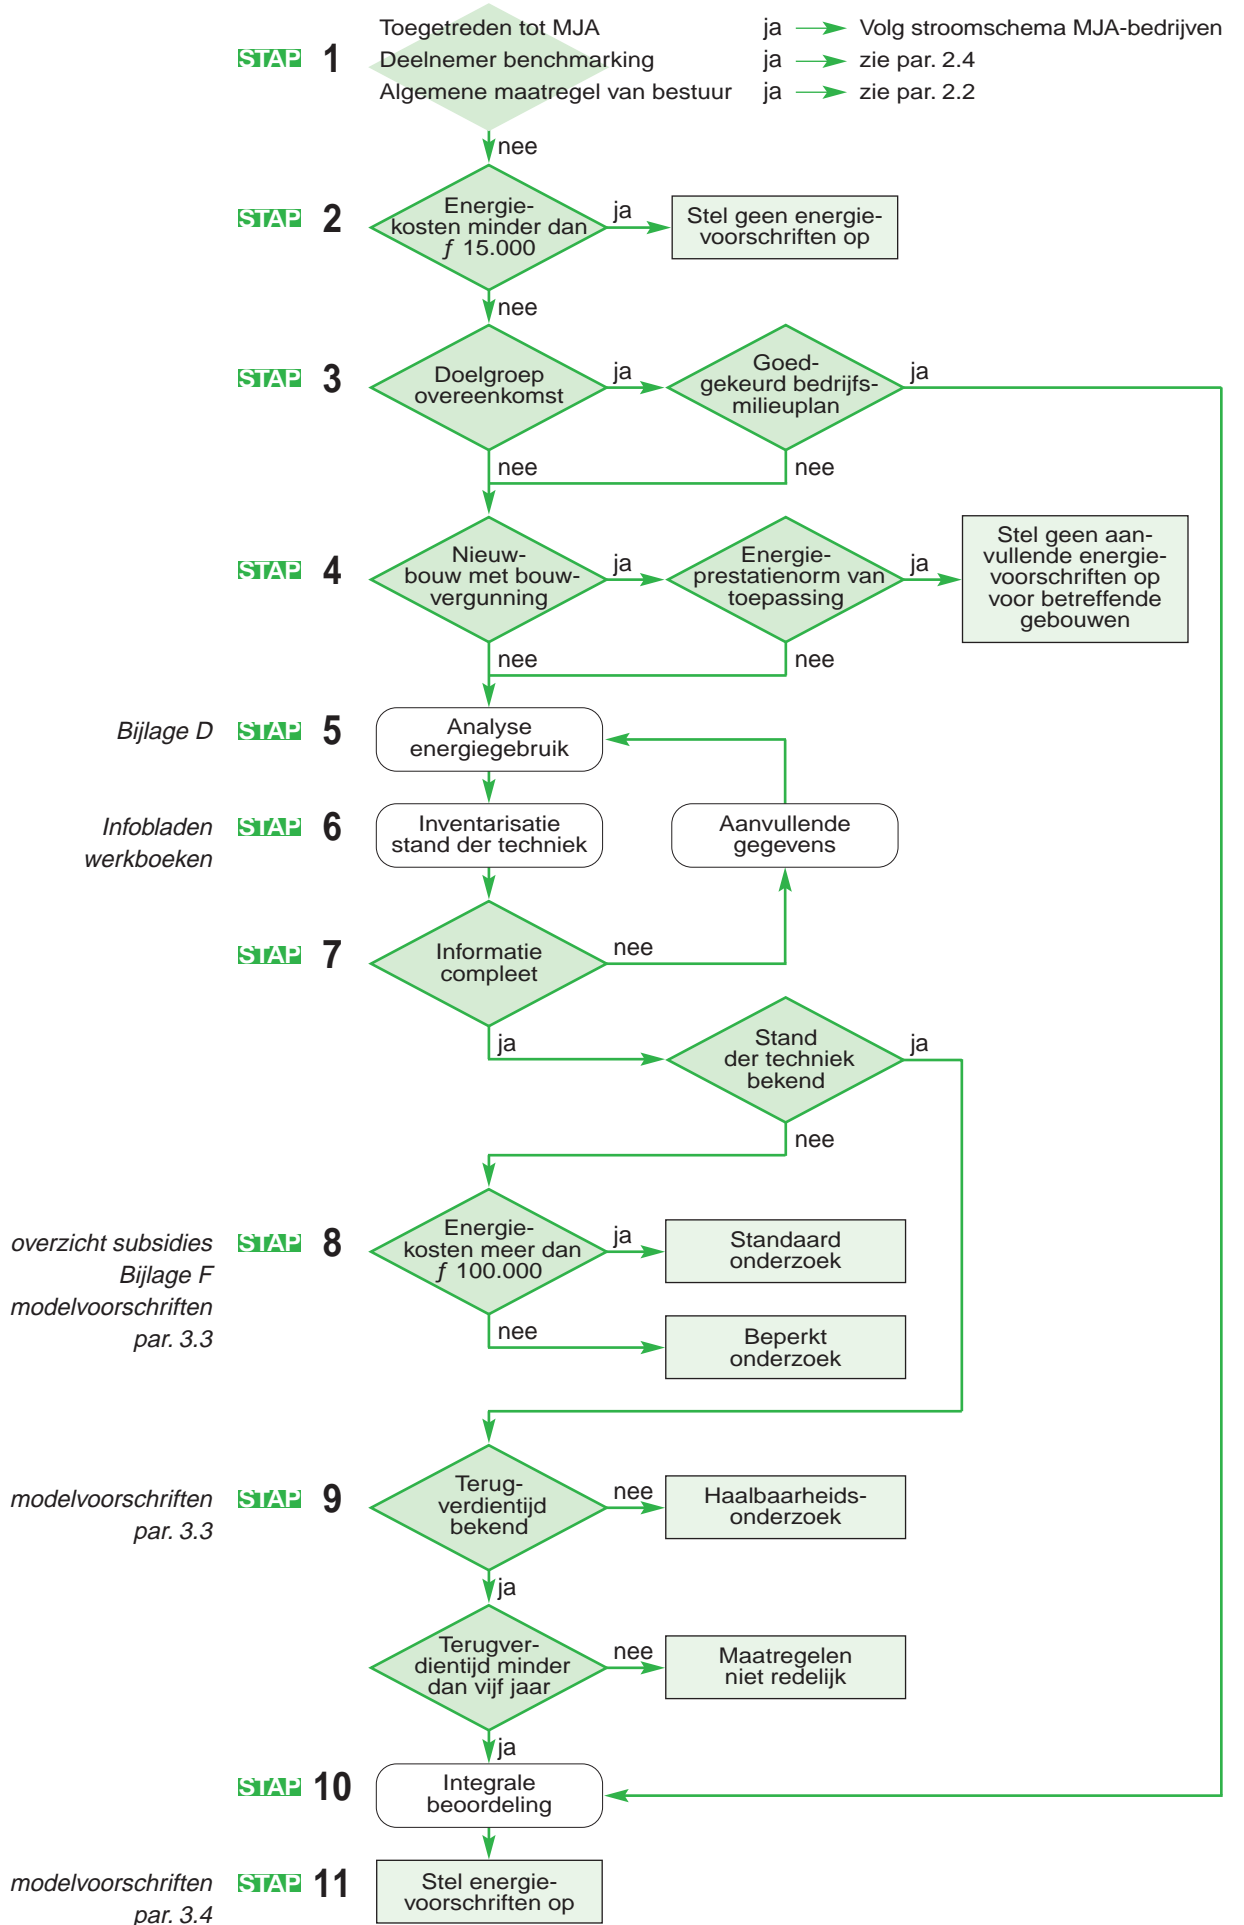 Toegetreden tot MJA ja Volg stroomschema MJA-bedrijven
STAP 1 Deelnemer benchmarking ja zie par. 2.4
Algemene maatregel van bestuur ja zie par. 2.2
nee
STAP 2
Energie-
kosten minder dan
ƒ 15.000
ja
Stel geen energie-
voorschriften op
nee
STAP 3
Doelgroep
overeenkomst
ja
Goed-
gekeurd bedrijfs-
milieuplan
ja
nee
nee
STAP 4
Nieuw-
bouw met bouw-
vergunning
ja
Energie-
prestatienorm van
toepassing
ja
Stel geen aan-
vullende energie-
voorschriften op
voor betreffende
gebouwen
nee
nee
Bijlage D
STAP 5
Analyse
energiegebruik
Infobladen
werkboeken
STAP 6
Inventarisatie
stand der techniek
Aanvullende
gegevens
STAP 7
Informatie
compleet
nee
ja
Stand
der techniek
bekend
ja
nee
overzicht subsidies
Bijlage F
modelvoorschriften
par. 3.3
STAP 8
Energie-
kosten meer dan
ƒ 100.000
ja
Standaard
onderzoek
nee
Beperkt
onderzoek
modelvoorschriften
par. 3.3
STAP 9
Terug-
verdientijd
bekend
nee
Haalbaarheids-
onderzoek
ja
Terugver-
dientijd minder
dan vijf jaar
nee
Maatregelen
niet redelijk
ja
STAP 10
Integrale
beoordeling
modelvoorschriften
par. 3.4
STAP 11
Stel energie-
voorschriften op